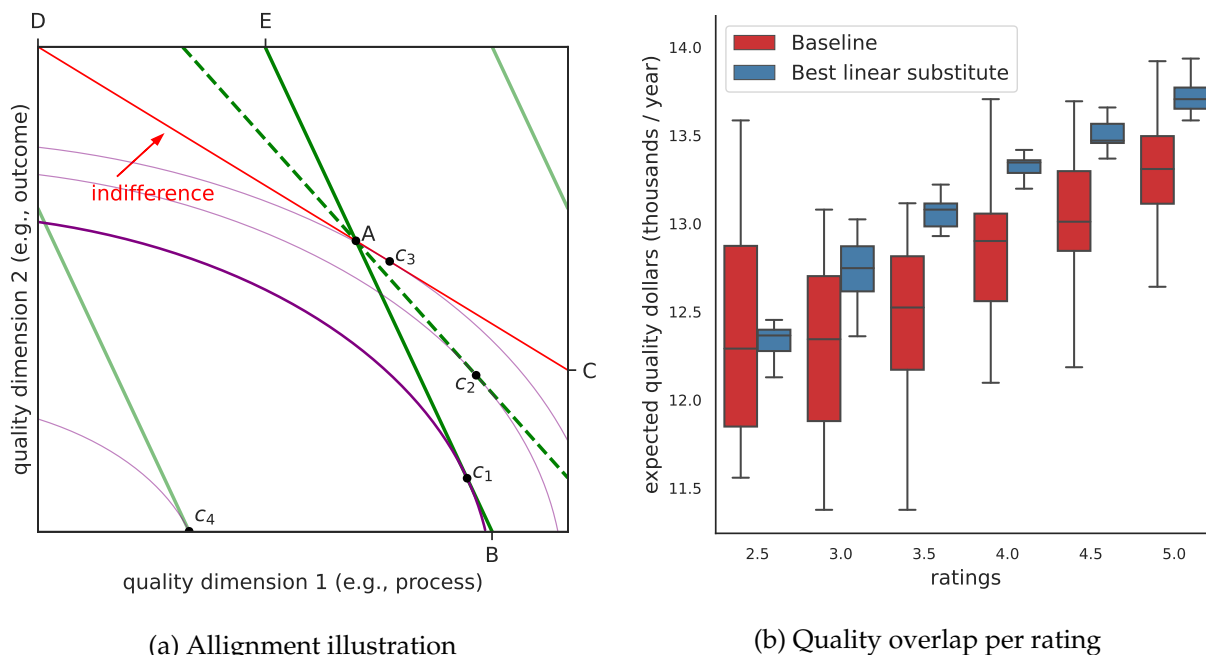 D
E
quality dimension 2 (e.g., outcome)
indifference
A
c3
C
c2
c1
c4
B
quality dimension 1 (e.g., process)
(a) Allignment illustration
Baseline
Best linear substitute
expected quality dollars (thousands / year)
14.0
13.5
13.0
12.5
12.0
11.5
2.5 3.0 3.5 4.0 4.5 5.0
ratings
(b) Quality overlap per rating